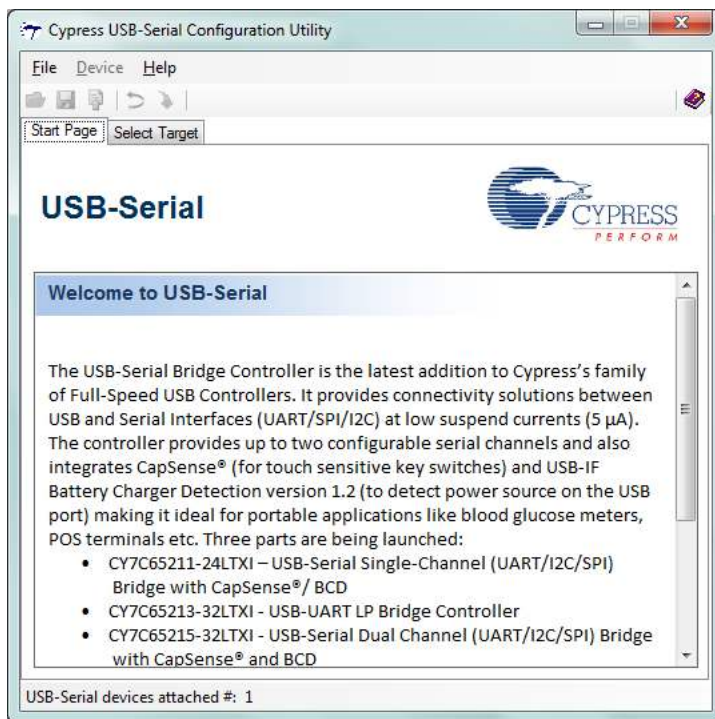 Cypress USB-Serial Configuration Utility
File Device Help
Start Page Select Target
USB-Serial
CYPRESS
PERFORM
Welcome to USB-Serial
The USB-Serial Bridge Controller is the latest addition to Cypress's family
of Full-Speed USB Controllers. It provides connectivity solutions between
USB and Serial Interfaces (UART/SPI/I2C) at low suspend currents (5 µA).
The controller provides up to two configurable serial channels and also
integrates CapSense® (for touch sensitive key switches) and USB-IF
Battery Charger Detection version 1.2 (to detect power source on the USB
port) making it ideal for portable applications like blood glucose meters,
POS terminals etc. Three parts are being launched:
• CY7C65211-24LTXI – USB-Serial Single-Channel (UART/I2C/SPI)
Bridge with CapSense®/ BCD
• CY7C65213-32LTXI - USB-UART LP Bridge Controller
• CY7C65215-32LTXI - USB-Serial Dual Channel (UART/I2C/SPI) Bridge
with CapSense® and BCD
USB-Serial devices attached #: 1